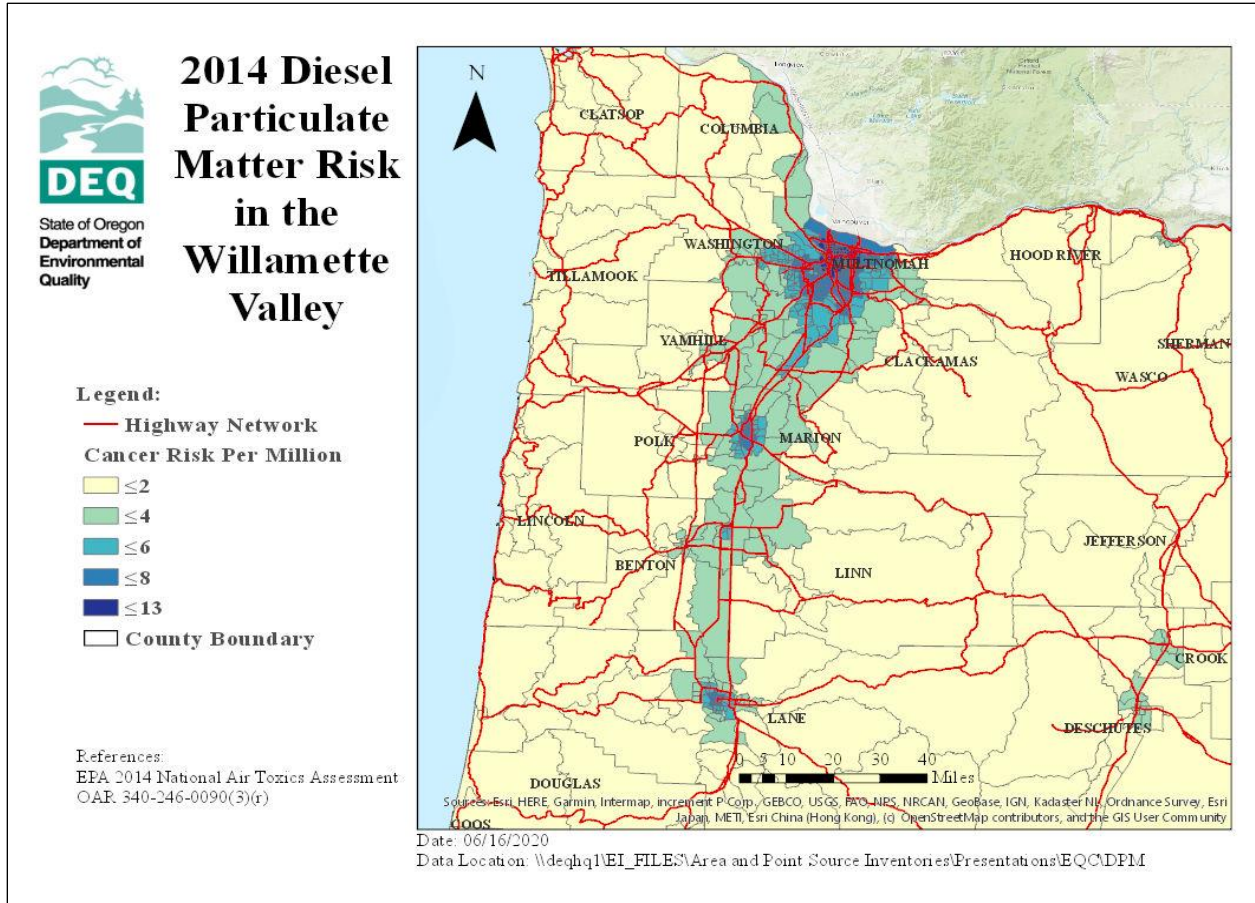 2014 Diesel
Particulate
Matter Risk
in the
Willamette
Valley
DEQ
State of Oregon
Department of
Environmental
Quality
Legend:
Highway Network
Cancer Risk Per Million
≤2
≤4
≤6
≤8
≤13
County Boundary
References:
EPA 2014 National Air Toxics Assessment
OAR 340-246-0090(3)(r)
N
Longview
CLATSOP
COLUMBIA
Vancouver
WASHINGTON
MULTNOMAH
HOOD RIVER
TILLAMOOK
YAMHILL
SHERMAN
CLACKAMAS
WASCO
POLK
MARION
LINCOLN
JEFFERSON
BENTON
LINN
CROOK
LANE
DESCHUTES
DOUGLAS
COOS
0 5 10 20 30 40
Miles
Sources: Esri, HERE, Garmin, Intermap, increment P Corp., GEBCO, USGS, FAO, NPS, NRCAN, GeoBase, IGN, Kadaster NL, Ordnance Survey, Esri
Japan, METI, Esri China (Hong Kong), (c) OpenStreetMap contributors, and the GIS User Community
Date: 06/16/2020
Data Location: \\deqhq1\EI_FILES\Area and Point Source Inventories\Presentations\EQC\DPM